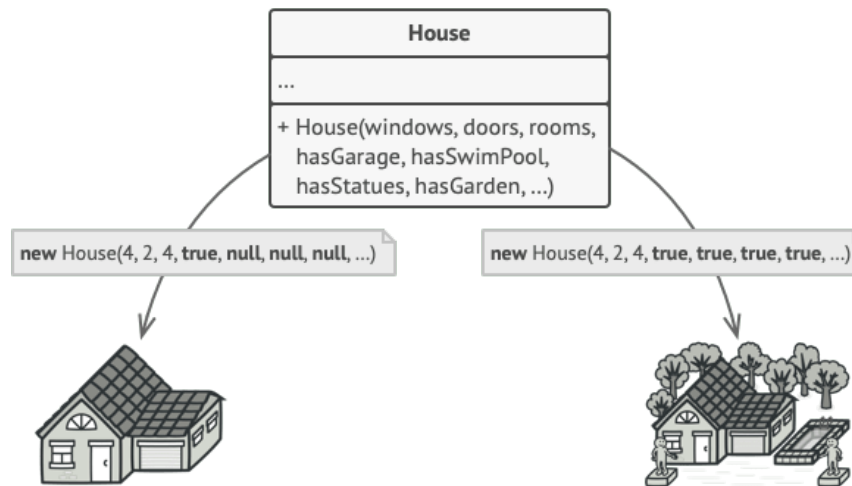 House
...
+ House(windows, doors, rooms,
hasGarage, hasSwimPool,
hasStatues, hasGarden, ...)
new House(4, 2, 4, true, null, null, null, ...)
new House(4, 2, 4, true, true, true, true, ...)